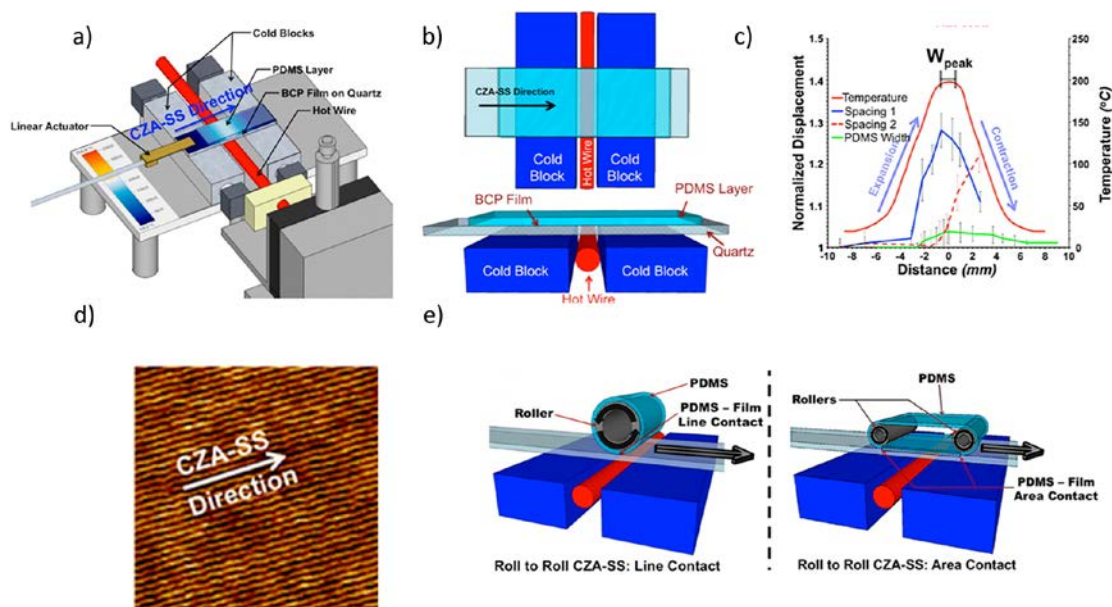 a)
Cold Blocks
PDMS Layer
BCP Film on Quartz
Hot Wire
Linear Actuator
CZA-SS Direction
b)
CZA-SS Direction
Cold
Block
Hot Wire
Cold
Block
BCP Film
PDMS Layer
Quartz
Cold Block
Cold Block
Hot Wire
c)
Wpeak
Temperature
Spacing 1
Spacing 2
PDMS Width
Expansion
Contraction
1.5
1.4
1.3
1.2
1.1
1
Normalized Displacement
250
200
150
100
50
0
Temperature (°C)
-10 -8 -6 -4 -2 0 2 4 6 8 10
Distance (mm)
d)
CZA-SS
Direction
e)
PDMS
Roller
PDMS – Film
Line Contact
Roll to Roll CZA-SS: Line Contact
PDMS
Rollers
PDMS – Film
Area Contact
Roll to Roll CZA-SS: Area Contact